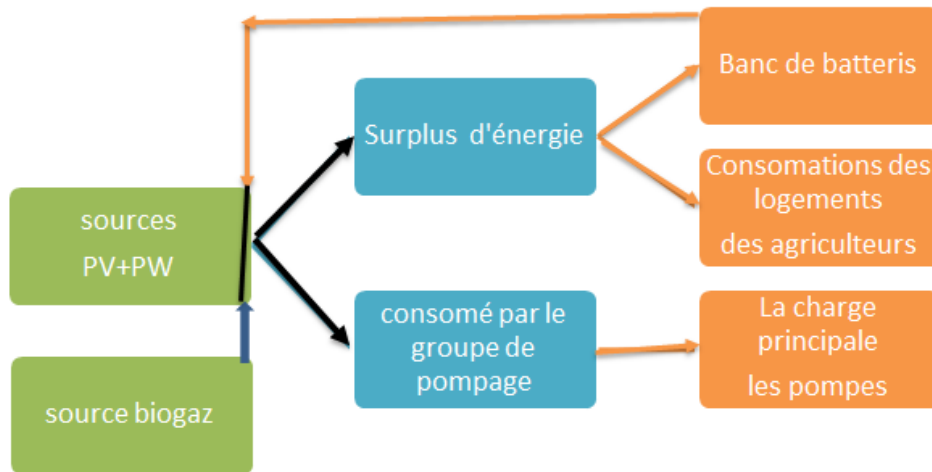 Banc de batteris
Surplus d'énergie
Consomations des
logements
des agriculteurs
sources
PV+PW
consomé par le
groupe de
pompage
La charge
principale
les pompes
source biogaz